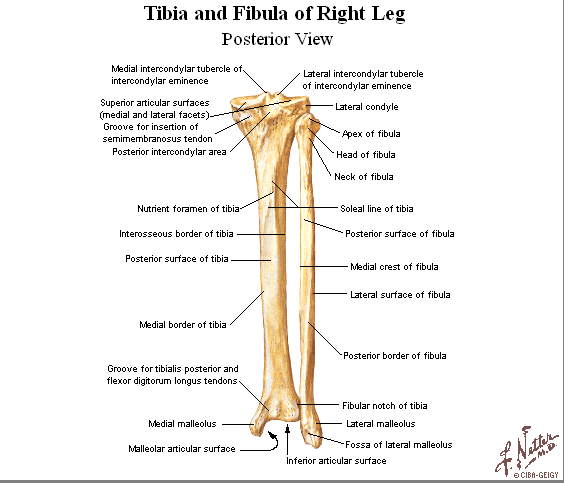 Tibia and Fibula of Right Leg
Posterior View
Medial intercondylar tubercle of
intercondylar eminence
Lateral intercondylar tubercle
of intercondylar eminence
Superior articular surfaces
(medial and lateral facets)
Lateral condyle
Groove for insertion of
semimembranosus tendon
Apex of fibula
Posterior intercondylar area
Head of fibula
Neck of fibula
Nutrient foramen of tibia
Soleal line of tibia
Interosseous border of tibia
Posterior surface of fibula
Posterior surface of tibia
Medial crest of fibula
Lateral surface of fibula
Medial border of tibia
Posterior border of fibula
Groove for tibialis posterior and
flexor digitorum longus tendons
Fibular notch of tibia
Medial malleolus
Lateral malleolus
Malleolar articular surface
Fossa of lateral malleolus
Inferior articular surface
F. Netter
M.D.
© CIBA-GEIGY